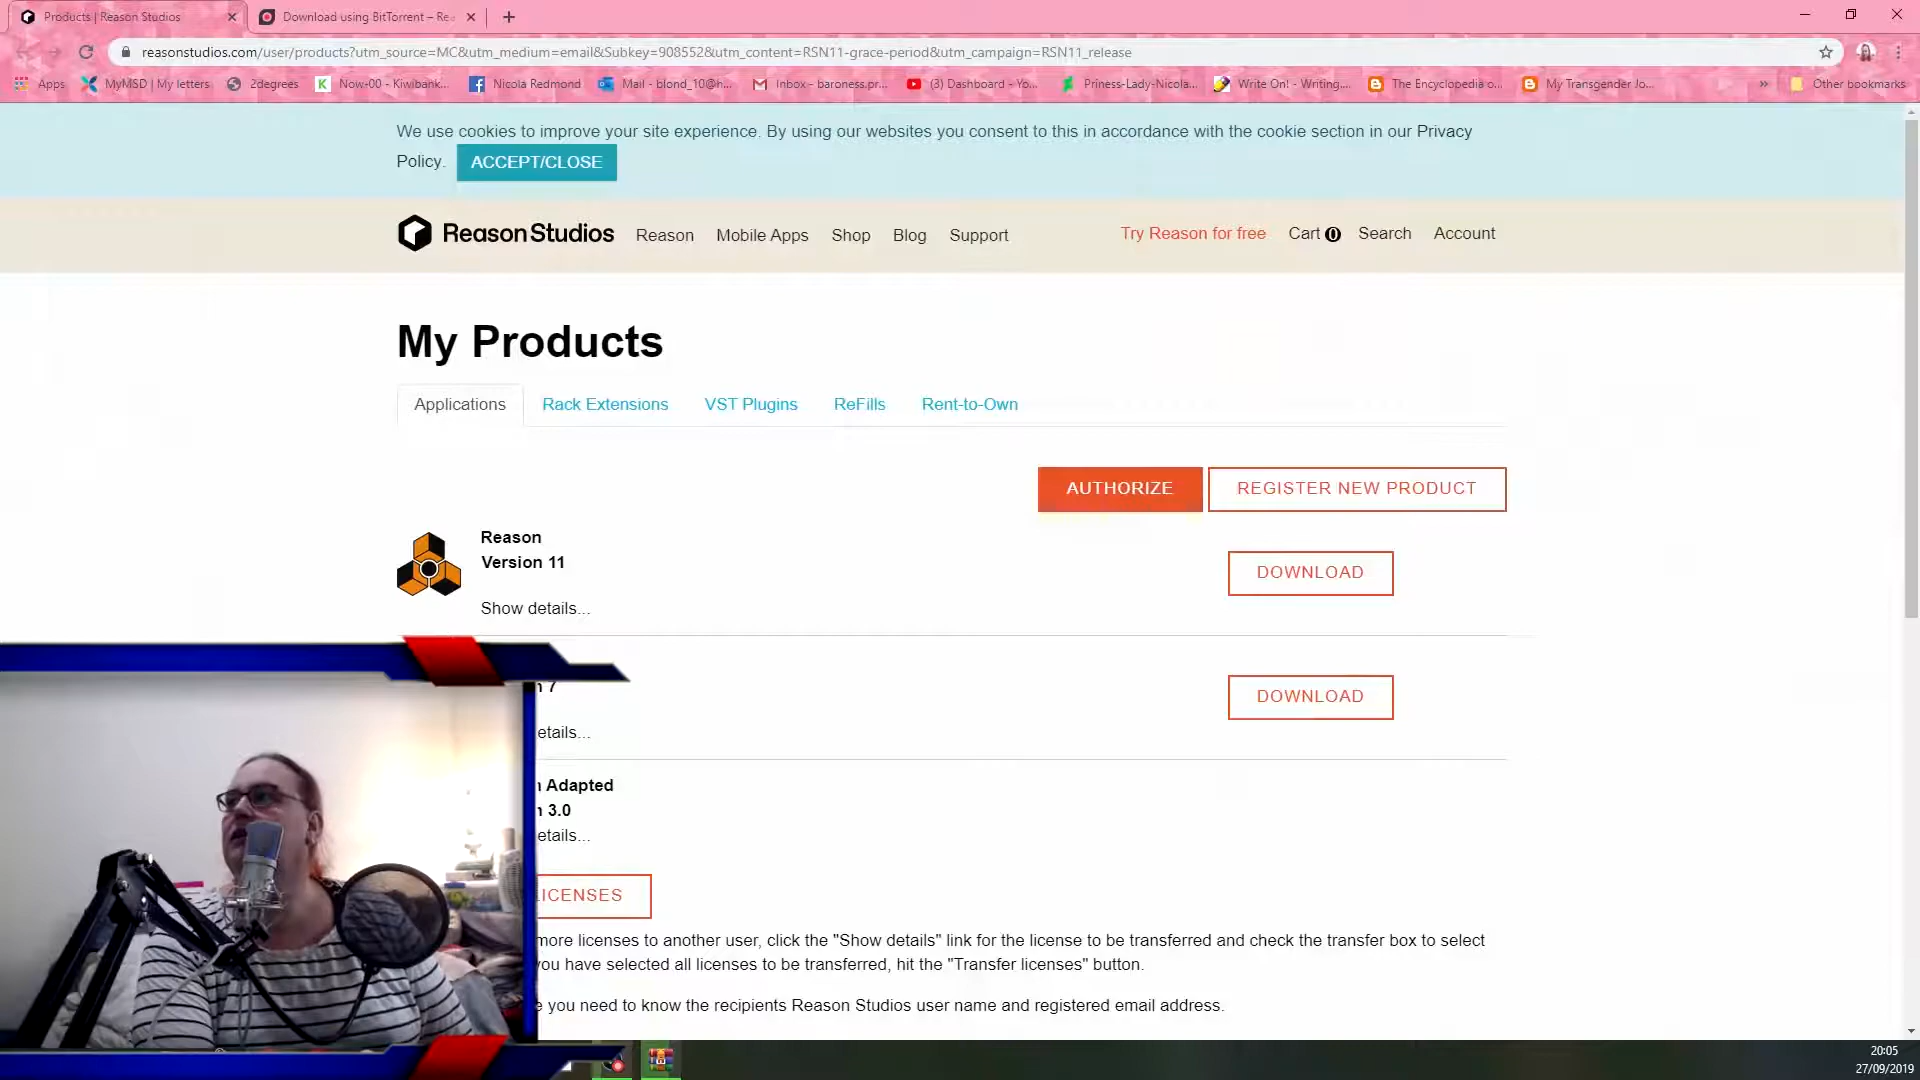 Products | Reason Studios
Download using BitTorrent – Re
reasonstudios.com/user/products?utm_source=MC&utm_medium=email&Subkey=908552&utm_content=RSN11-grace-period&utm_campaign=RSN11_release
Apps MyMSD | My letters 2degrees Now-00 - Kiwibank... Nicola Redmond Mail - blond_10@h... Inbox - baroness.pr... (3) Dashboard - Yo... Priness-Lady-Nicola... Write On! - Writing,... The Encyclopedia o... My Transgender Jo... » Other bookmarks
We use cookies to improve your site experience. By using our websites you consent to this in accordance with the cookie section in our Privacy
Policy. ACCEPT/CLOSE
Reason Studios Reason Mobile Apps Shop Blog Support Try Reason for free Cart 0 Search Account
My Products
Applications Rack Extensions VST Plugins ReFills Rent-to-Own
AUTHORIZE REGISTER NEW PRODUCT
Reason
Version 11
DOWNLOAD
Show details...
n 7
DOWNLOAD
etails...
n Adapted
n 3.0
etails...
LICENSES
more licenses to another user, click the "Show details" link for the license to be transferred and check the transfer box to select
you have selected all licenses to be transferred, hit the "Transfer licenses" button.
e you need to know the recipients Reason Studios user name and registered email address.
20:05
27/09/2019